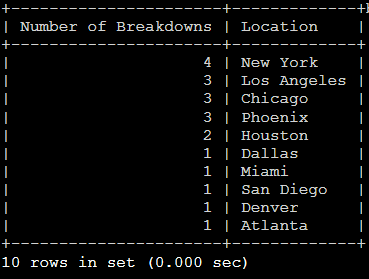 | Number of Breakdowns | Location |
| 4 | New York |
| 3 | Los Angeles |
| 3 | Chicago |
| 3 | Phoenix |
| 2 | Houston |
| 1 | Dallas |
| 1 | Miami |
| 1 | San Diego |
| 1 | Denver |
| 1 | Atlanta |
10 rows in set (0.000 sec)